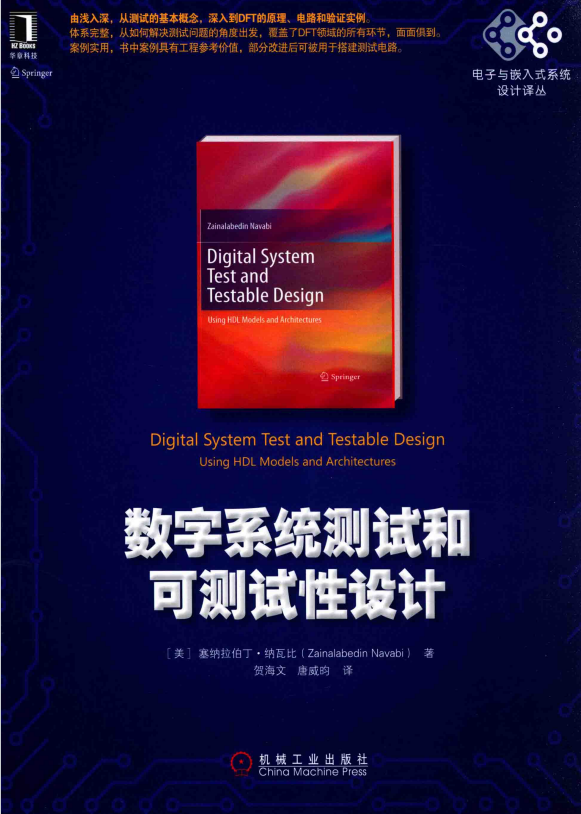 由浅入深，从测试的基本概念，深入到DFT的原理、电路和验证实例。
体系完整，从如何解决测试问题的角度出发，覆盖了DFT领域的所有环节，面面俱到。
案例实用，书中案例具有工程参考价值，部分改进后可被用于搭建测试电路。
HZ BOOKS
华章科技
Springer
电子与嵌入式系统
设计译丛
Zainalabedin Navabi
Digital System
Test and
Testable Design
Using HDL Models and Architectures
Springer
Digital System Test and Testable Design
Using HDL Models and Architectures
数字系统测试和
可测试性设计
［美］塞纳拉伯丁·纳瓦比（Zainalabedin Navabi） 著
贺海文 唐威昀 译
机械工业出版社
China Machine Press